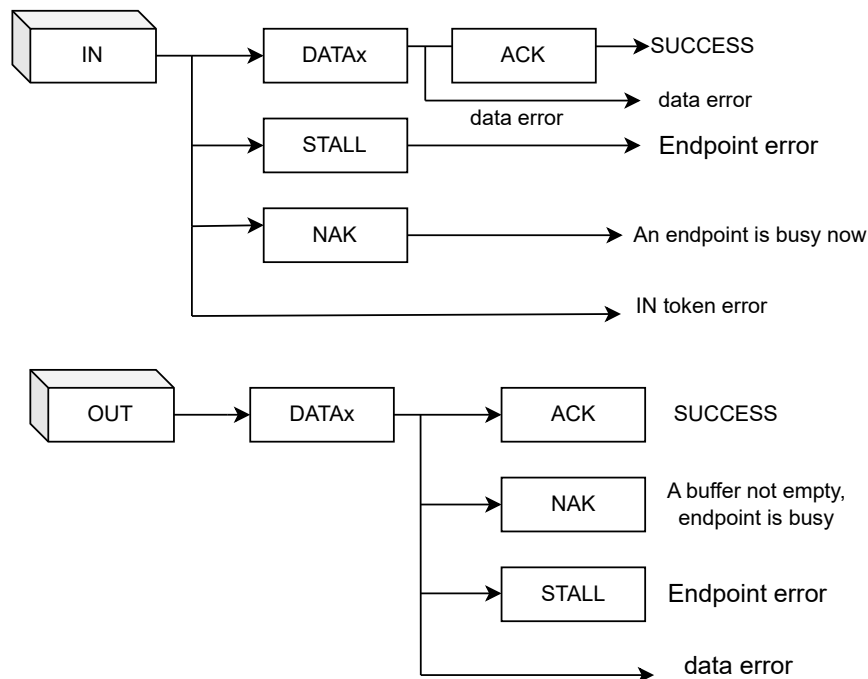 IN
DATAx
ACK
SUCCESS
data error
data error
STALL
Endpoint error
NAK
An endpoint is busy now
IN token error
OUT
DATAx
ACK
SUCCESS
NAK
A buffer not empty,
endpoint is busy
STALL
Endpoint error
data error